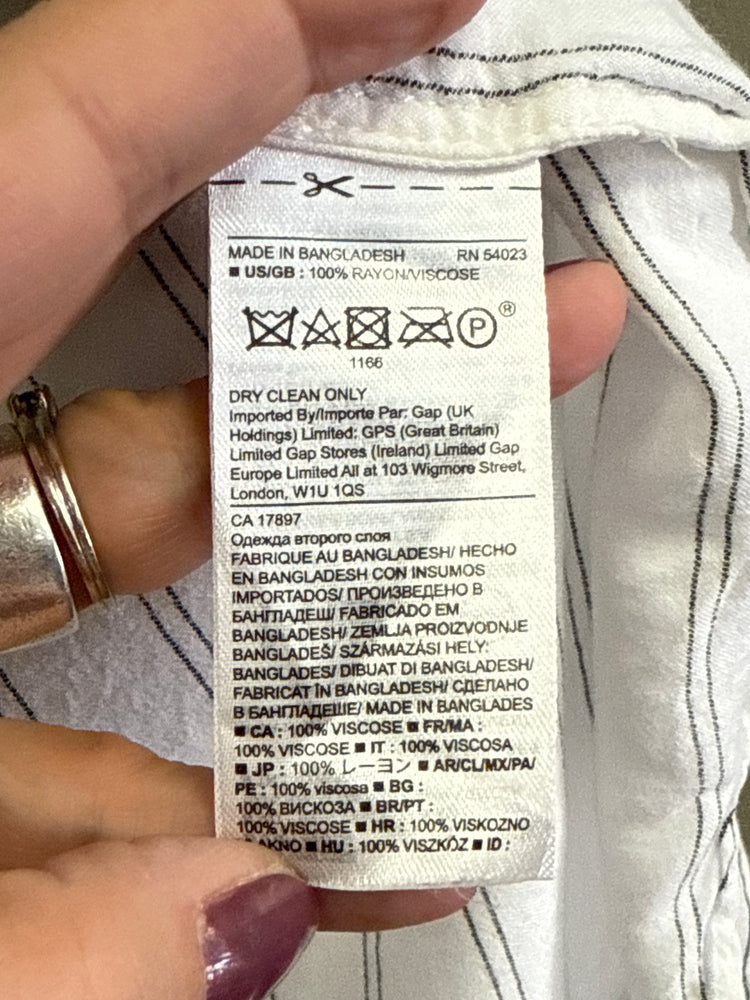 MADE IN BANGLADESH RN 54023
■ US/GB : 100% RAYON/VISCOSE
P ®
1166
DRY CLEAN ONLY
Imported By/Importe Par: Gap (UK
Holdings) Limited: GPS (Great Britain)
Limited Gap Stores (Ireland) Limited Gap
Europe Limited All at 103 Wigmore Street,
London, W1U 1QS
CA 17897
Одежда второго слоя
FABRIQUE AU BANGLADESH/ HECHO
EN BANGLADESH CON INSUMOS
IMPORTADOS/ ПРОИЗВЕДЕНО В
БАНГЛАДЕШ/ FABRICADO EM
BANGLADESH/ ZEMLJA PROIZVODNJE
BANGLADEŠ/ SZÁRMAZÁSI HELY:
BANGLADES/ DIBUAT DI BANGLADESH/
FABRICAT ÎN BANGLADESH/ СДЕЛАНО
В БАНГЛАДЕШЕ/ MADE IN BANGLADES
■ CA : 100% VISCOSE ■ FR/MA :
100% VISCOSE ■ IT : 100% VISCOSA
■ JP : 100% レーヨン ■ AR/CL/MX/PA/
PE : 100% viscosa ■ BG :
100% ВИСКОЗА ■ BR/PT :
100% VISCOSE ■ HR : 100% VISKOZNO
■ HU : 100% VISZKÓZ ■ ID :